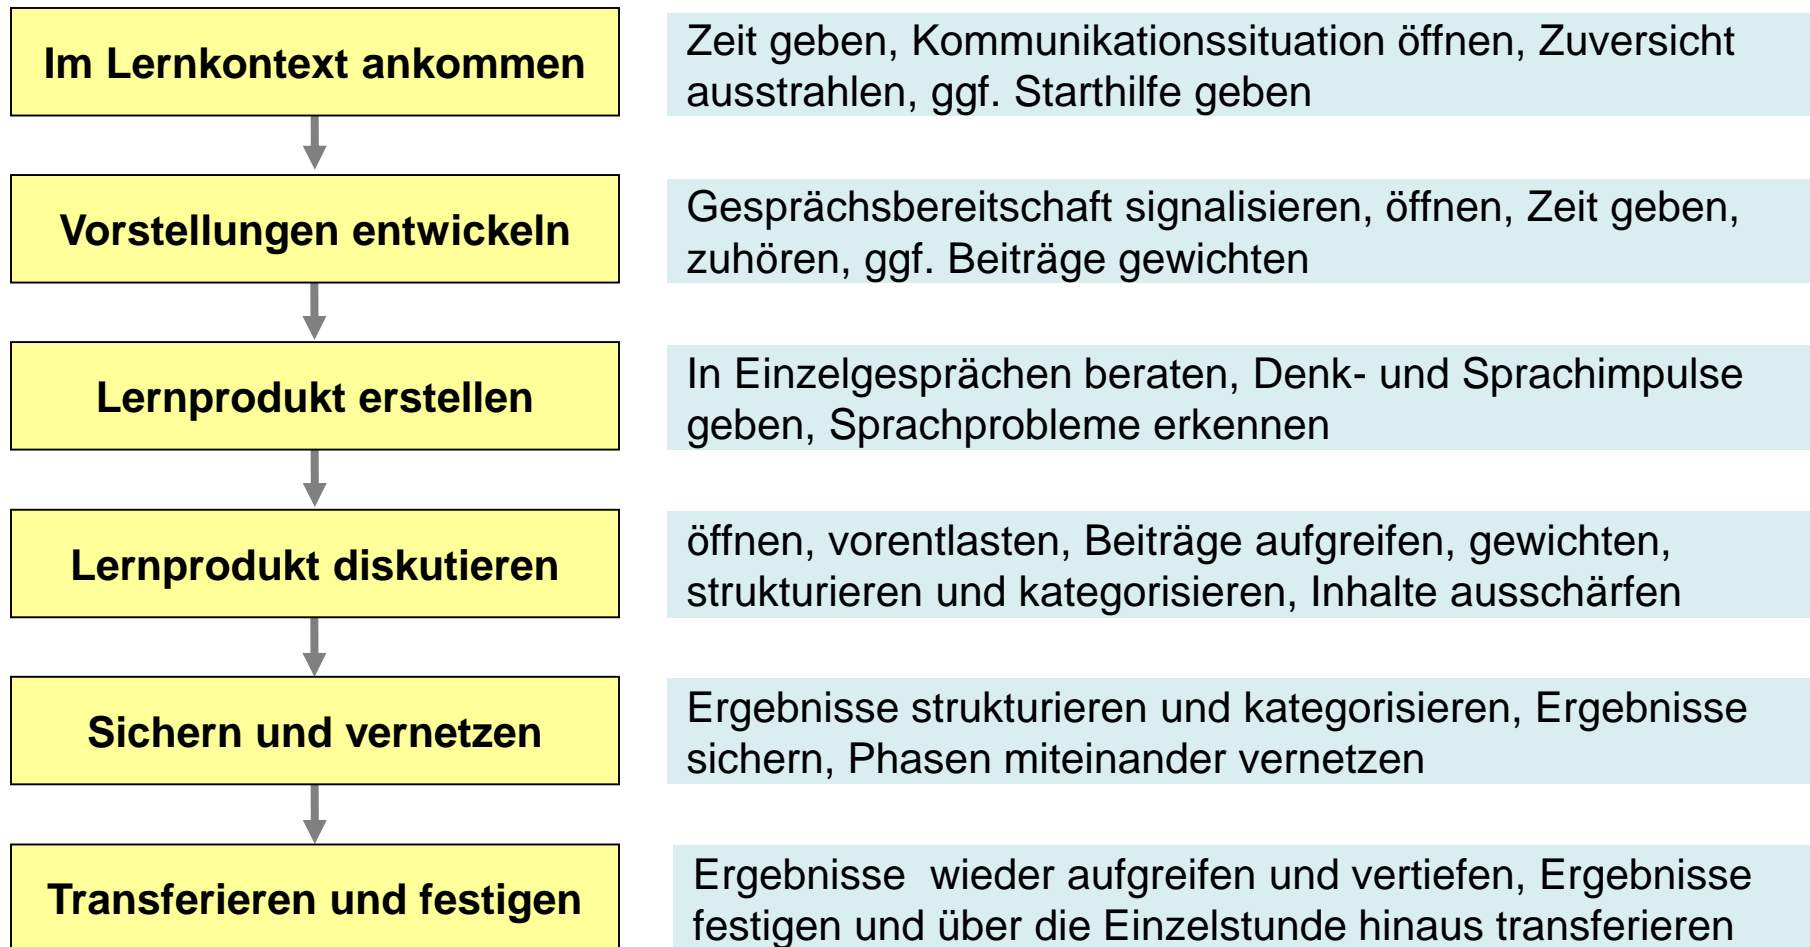 Im Lernkontext ankommen
Zeit geben, Kommunikationssituation öffnen, Zuversicht
ausstrahlen, ggf. Starthilfe geben
Vorstellungen entwickeln
Gesprächsbereitschaft signalisieren, öffnen, Zeit geben,
zuhören, ggf. Beiträge gewichten
Lernprodukt erstellen
In Einzelgesprächen beraten, Denk- und Sprachimpulse
geben, Sprachprobleme erkennen
Lernprodukt diskutieren
öffnen, vorentlasten, Beiträge aufgreifen, gewichten,
strukturieren und kategorisieren, Inhalte ausschärfen
Sichern und vernetzen
Ergebnisse strukturieren und kategorisieren, Ergebnisse
sichern, Phasen miteinander vernetzen
Transferieren und festigen
Ergebnisse  wieder aufgreifen und vertiefen, Ergebnisse
festigen und über die Einzelstunde hinaus transferieren